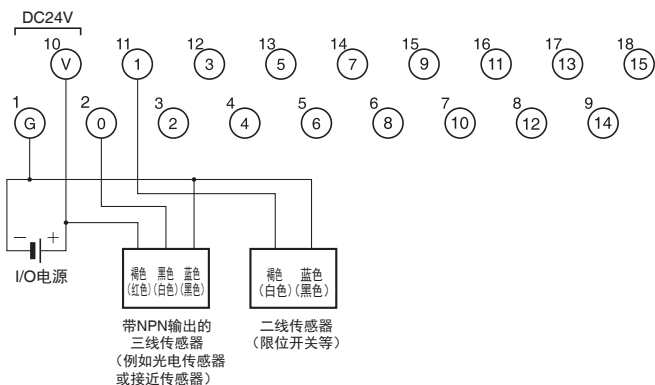 DC24V
10 11 12 13 14 15 16 17 18
V 1 3 5 7 9 11 13 15
1 2 3 4 5 6 7 8 9
G 0 2 4 6 8 10 12 14
− +
I/O电源
褐色 黑色 蓝色
(红色)(白色)(黑色)
褐色 蓝色
(白色)(黑色)
带NPN输出的
三线传感器
(例如光电传感器
或接近传感器)
二线传感器
(限位开关等)